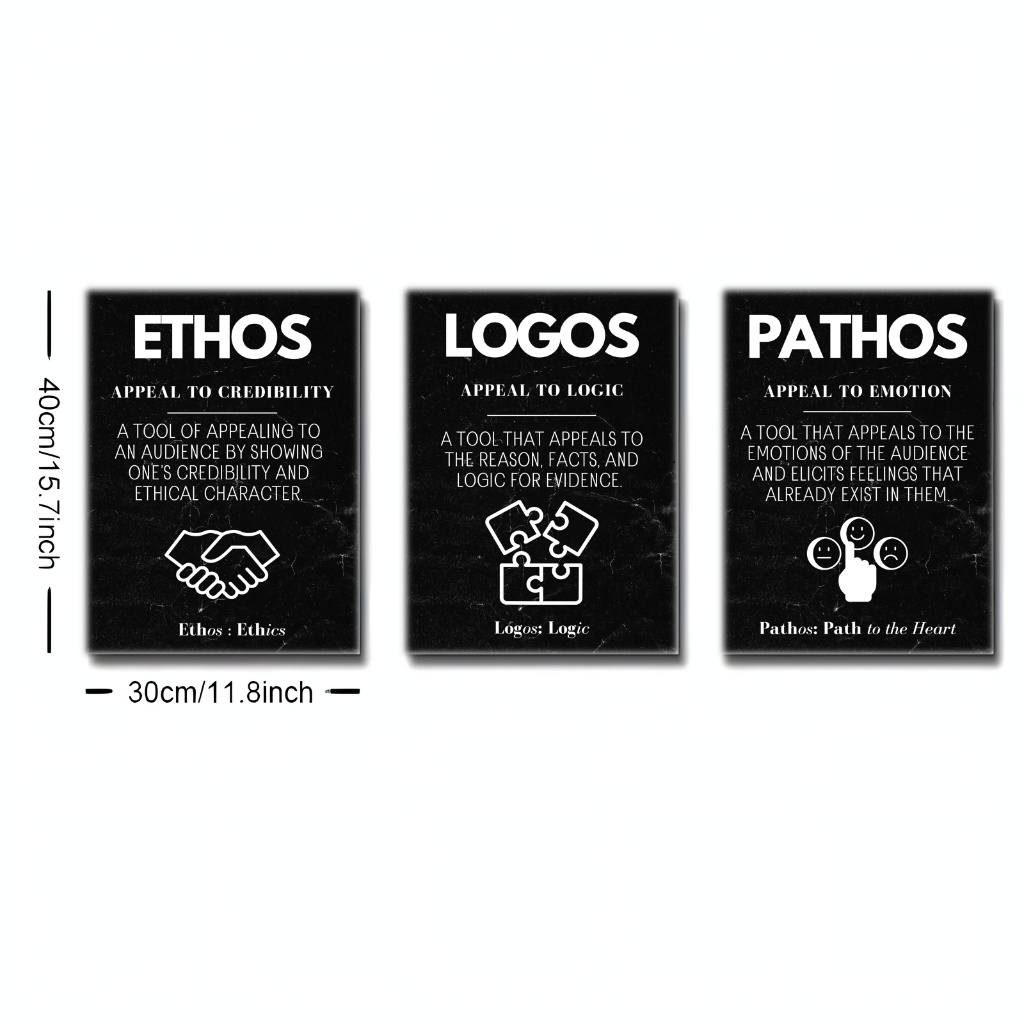 ETHOS
APPEAL TO CREDIBILITY
A TOOL OF APPEALING TO
AN AUDIENCE BY SHOWING
ONE'S CREDIBILITY AND
ETHICAL CHARACTER.
Ethos : Ethics
LOGOS
APPEAL TO LOGIC
A TOOL THAT APPEALS TO
THE REASON, FACTS, AND
LOGIC FOR EVIDENCE.
Logos: Logic
PATHOS
APPEAL TO EMOTION
A TOOL THAT APPEALS TO THE
EMOTIONS OF THE AUDIENCE
AND ELICITS FEELINGS THAT
ALREADY EXIST IN THEM.
Pathos: Path to the Heart
40cm/15.7inch
30cm/11.8inch